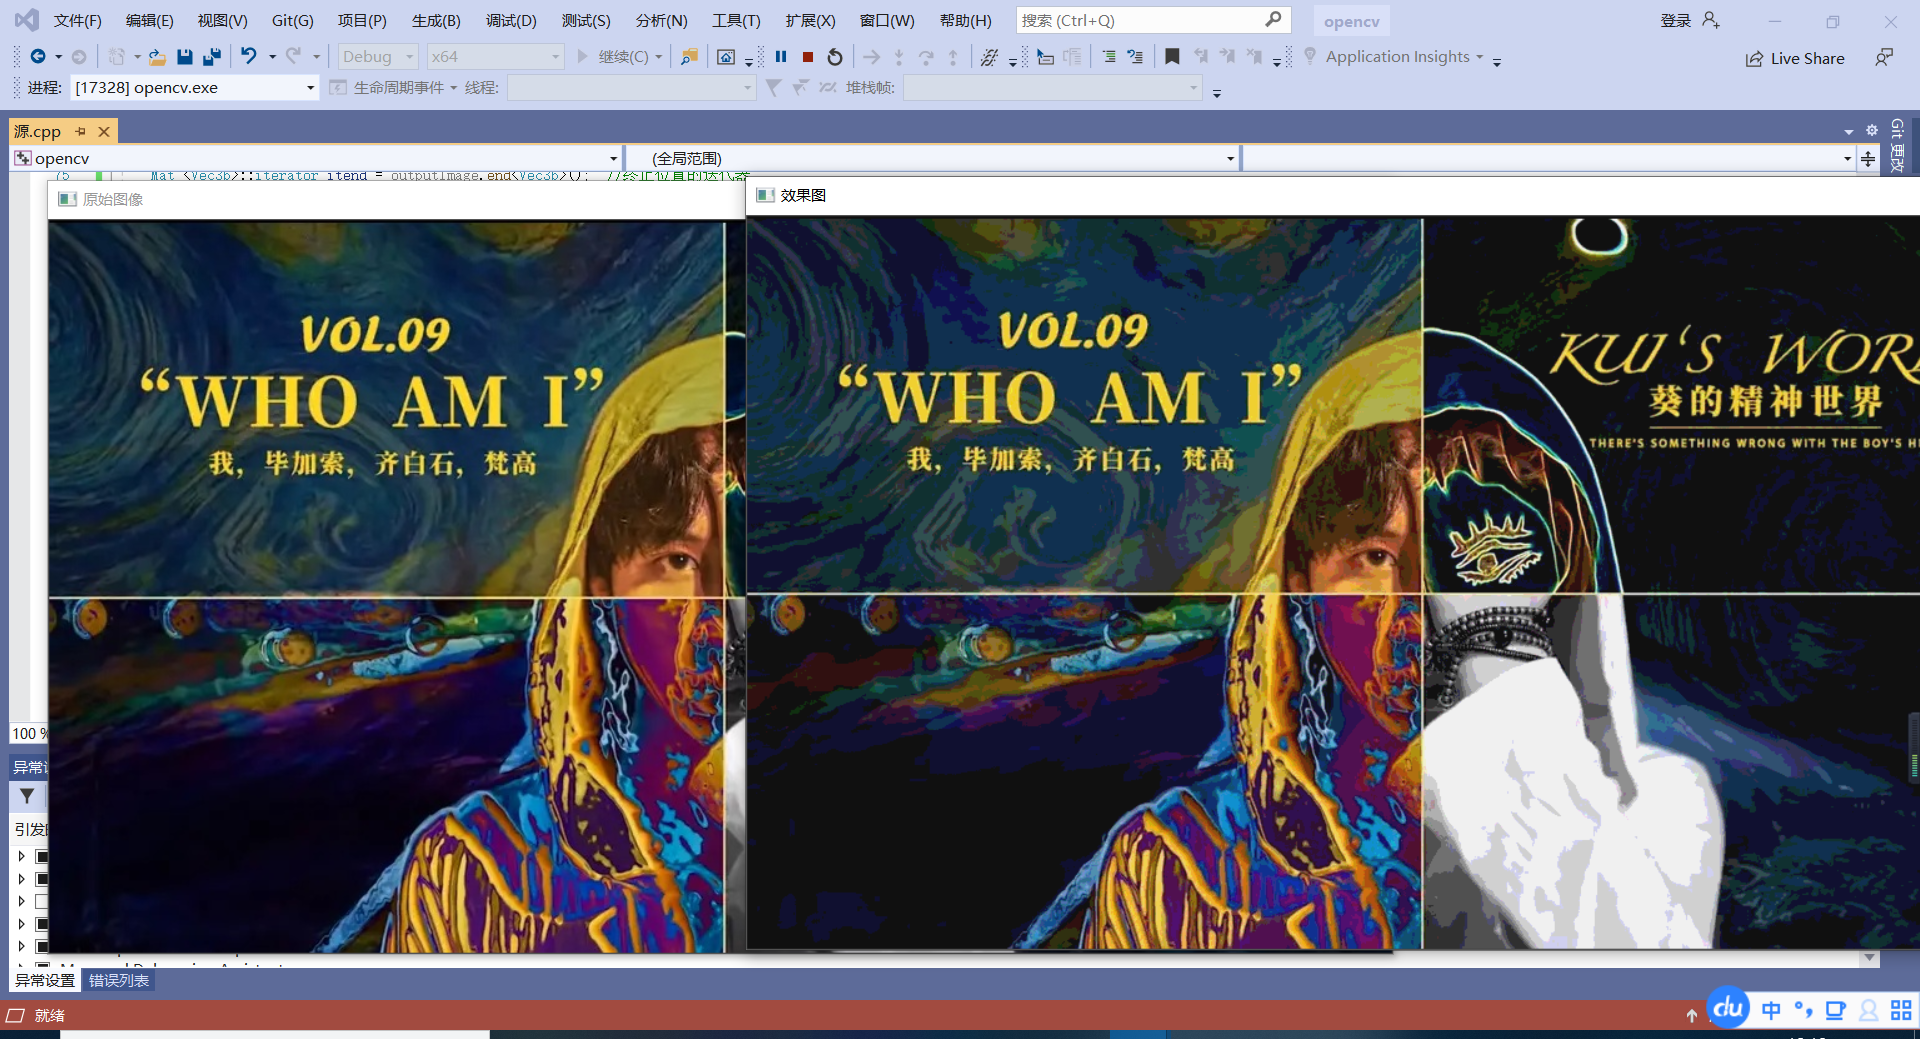 文件(F) 编辑(E) 视图(V) Git(G) 项目(P) 生成(B) 调试(D) 测试(S) 分析(N) 工具(T) 扩展(X) 窗口(W) 帮助(H) 搜索 (Ctrl+Q) opencv 登录
Debug x64 继续(C) Application Insights Live Share
进程: [17328] opencv.exe 生命周期事件 线程: 堆栈帧:
源.cpp
Git 更改
opencv (全局范围)
75 Mat_<Vec3b>::iterator itend = outputImage.end<Vec3b>(); //终止位置的迭代器
原始图像
VOL.09
“WHO AM I”
我，毕加索，齐白石，梵高
效果图
VOL.09
“WHO AM I”
我，毕加索，齐白石，梵高
KUI'S WOR
葵的精神世界
THERE'S SOMETHING WRONG WITH THE BOY'S H
100 %
异常
引发
异常设置 错误列表
就绪
du 中